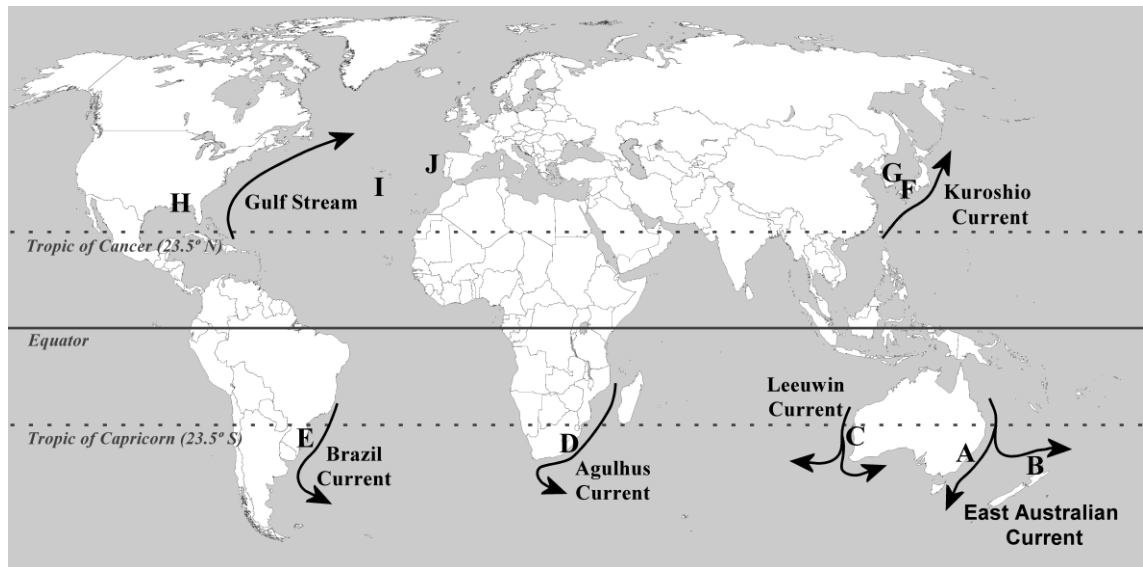 J
G
I
F
H
Gulf Stream
Kuroshio
Current
Tropic of Cancer (23.5º N)
Equator
Leeuwin
Current
Tropic of Capricorn (23.5º S)
E
D
C
A
B
Brazil
Current
Agulhus
Current
East Australian
Current